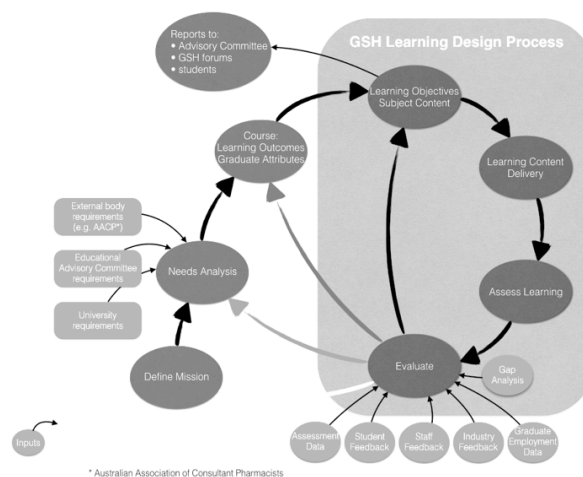 GSH Learning Design Process
Reports to:
• Advisory Committee
• GSH forums
• students
Learning Objectives
Subject Content
Course:
Learning Outcomes
Graduate Attributes
Learning Content
Delivery
External body
requirements
(e.g. AACP*)
Educational
Advisory Committee
requirements
Needs Analysis
Assess Learning
University
requirements
Define Mission
Evaluate
Gap
Analysis
Inputs
Assessment
Data
Student
Feedback
Staff
Feedback
Industry
Feedback
Graduate
Employment
Data
* Australian Association of Consultant Pharmacists